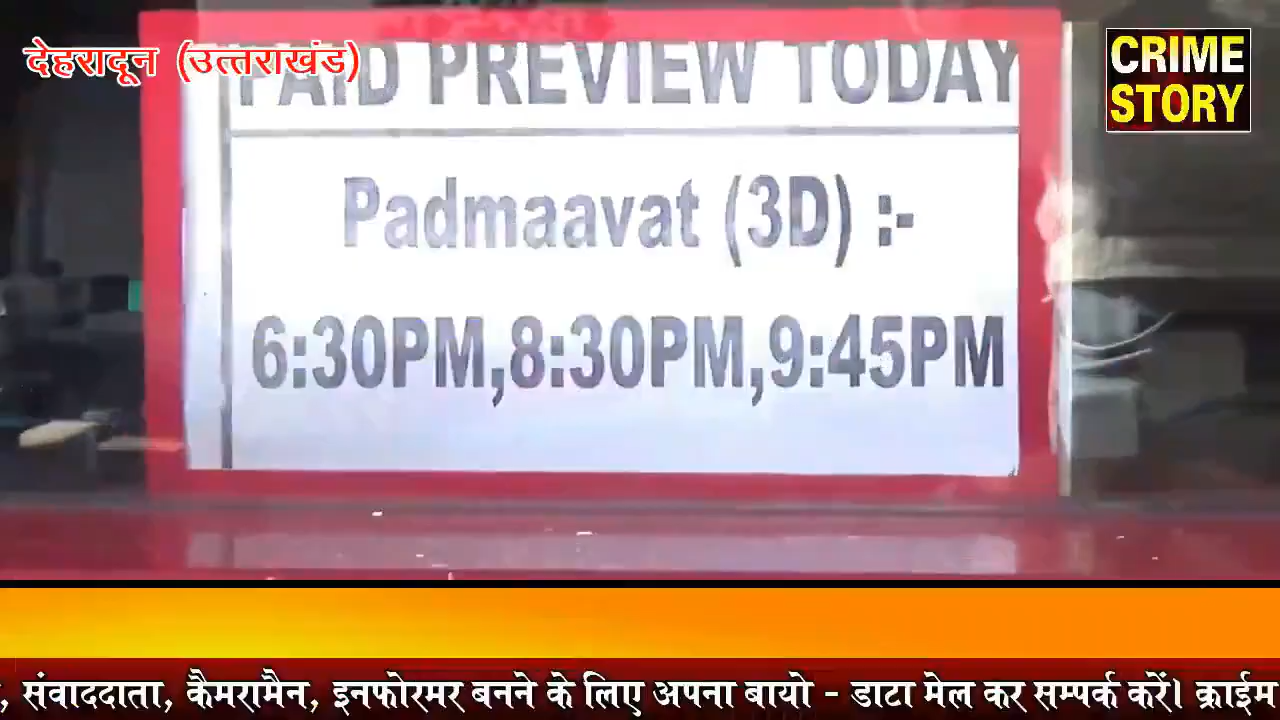 देहरादून (उत्तराखंड)
CRIME
STORY
PAID PREVIEW TODAY
Padmaavat (3D) :-
6:30PM,8:30PM,9:45PM
, संवाददाता, कैमरामैन, इनफोरमर बनने के लिए अपना बायो - डाटा मेल कर सम्पर्क करें। क्राईम